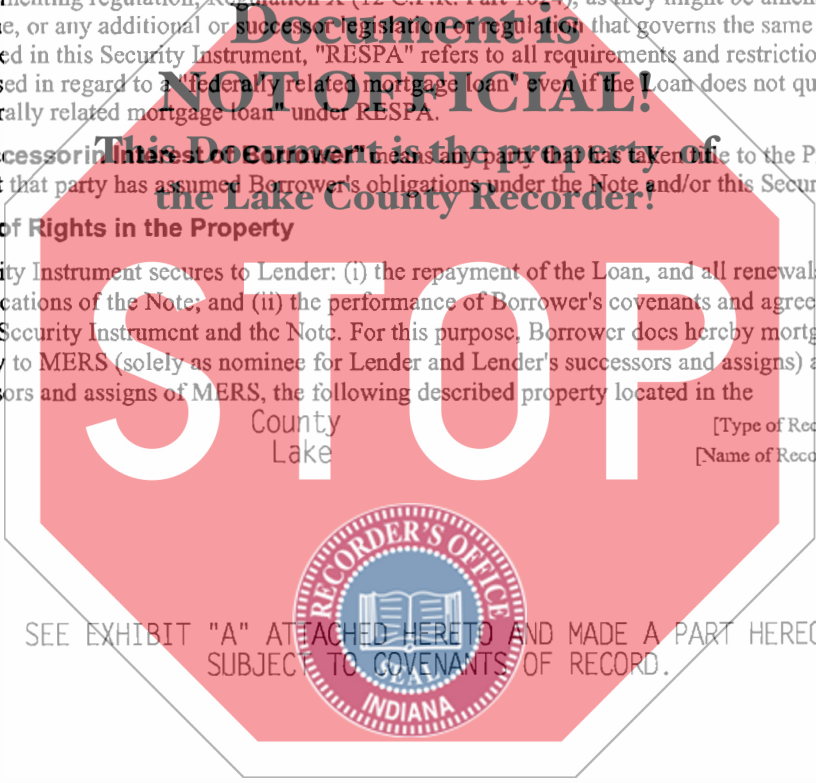 menting regulation, Regulation X (12 C.F.R. Part 1024), as they might be amen
e, or any additional or successor legislation or regulation that governs the same
Document is
ed in this Security Instrument, "RESPA" refers to all requirements and restrictio
sed in regard to a "federally related mortgage loan" even if the Loan does not qu
NOT OFFICIAL!
rally related mortgage loan" under RESPA.
This Document is the property of
ccessor in Interest of Borrower" means any party that has taken title to the P
t that party has assumed Borrower's obligations under the Note and/or this Secur
the Lake County Recorder!
of Rights in the Property
ity Instrument secures to Lender: (i) the repayment of the Loan, and all renewals
cations of the Note; and (ii) the performance of Borrower's covenants and agree
Security Instrument and the Note. For this purpose, Borrower does hereby mortg
y to MERS (solely as nominee for Lender and Lender's successors and assigns) a
ors and assigns of MERS, the following described property located in the
STOP
County [Type of Rec
Lake [Name of Reco
RECORDER'S OFFICE
SEE EXHIBIT "A" ATTACHED HERETO AND MADE A PART HEREO
SUBJECT TO COVENANTS OF RECORD.
SEAL
INDIANA